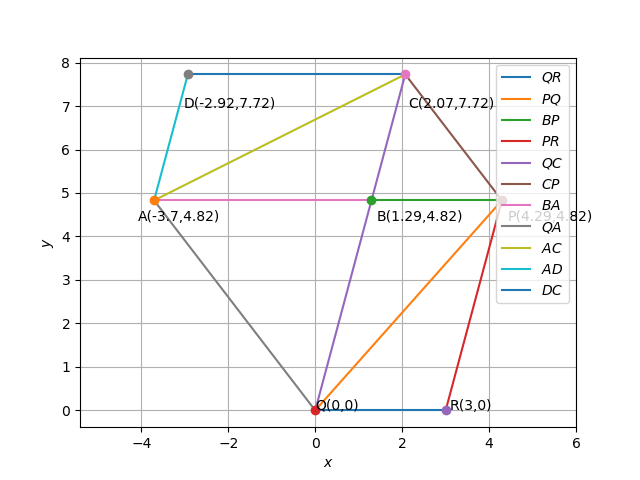 8
7
6
5
4
3
2
1
0
y
−4
−2
0
2
4
6
x
D(-2.92,7.72)
C(2.07,7.72)
A(-3.7,4.82)
B(1.29,4.82)
P(4.29,4.82)
Q(0,0)
R(3,0)
QR
PQ
BP
PR
QC
CP
BA
QA
AC
AD
DC